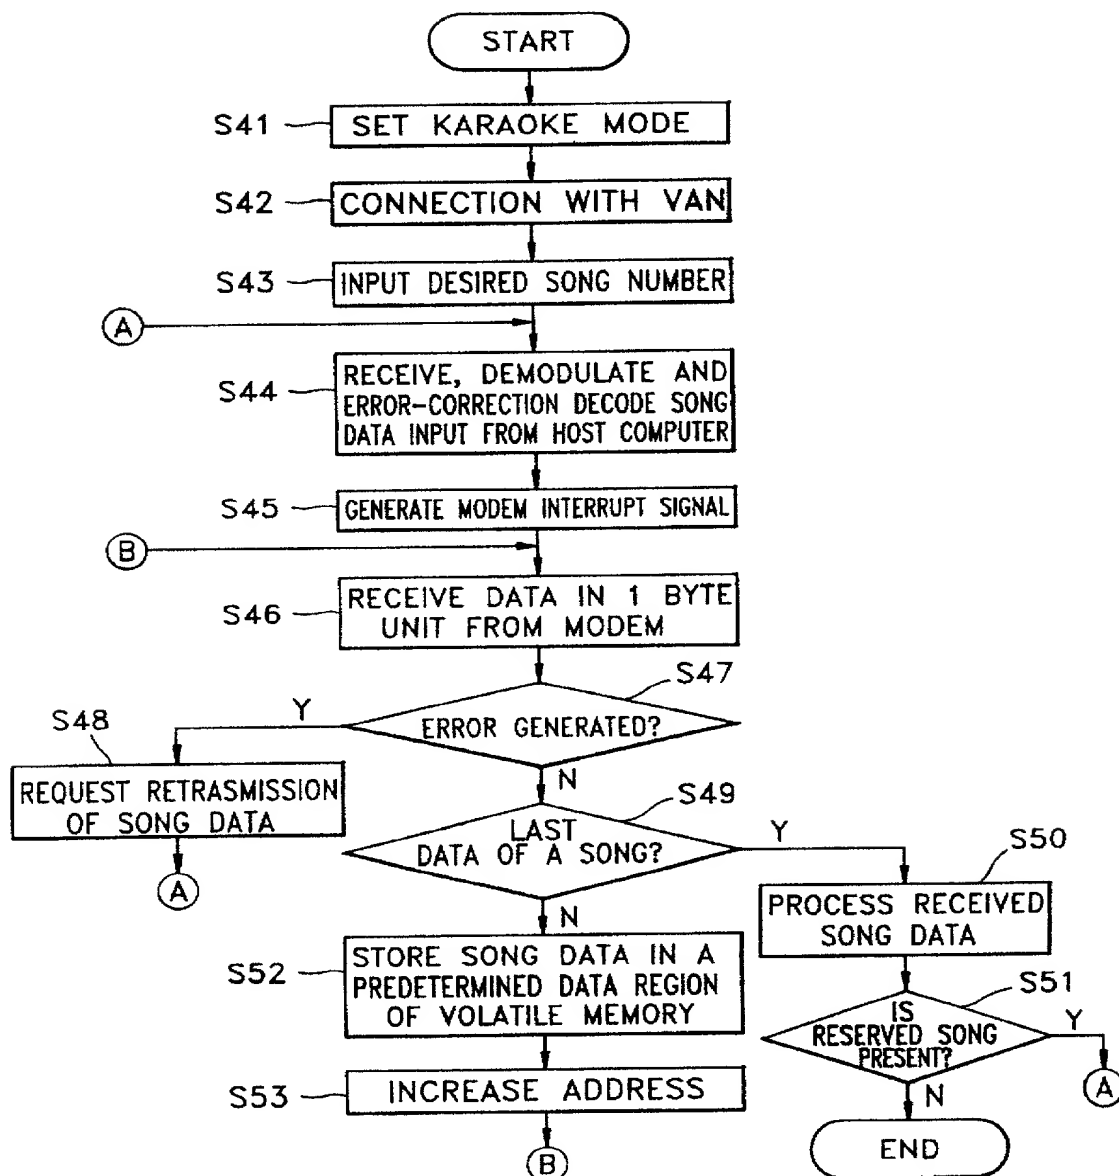 START
S41
SET KARAOKE MODE
S42
CONNECTION WITH VAN
S43
INPUT DESIRED SONG NUMBER
A
S44
RECEIVE, DEMODULATE AND
ERROR-CORRECTION DECODE SONG
DATA INPUT FROM HOST COMPUTER
S45
GENERATE MODEM INTERRUPT SIGNAL
B
S46
RECEIVE DATA IN 1 BYTE
UNIT FROM MODEM
S47
ERROR GENERATED?
Y
N
S48
REQUEST RETRASMISSION
OF SONG DATA
A
S49
LAST
DATA OF A SONG?
Y
N
S50
PROCESS RECEIVED
SONG DATA
S51
IS
RESERVED SONG
PRESENT?
Y
A
N
END
S52
STORE SONG DATA IN A
PREDETERMINED DATA REGION
OF VOLATILE MEMORY
S53
INCREASE ADDRESS
B